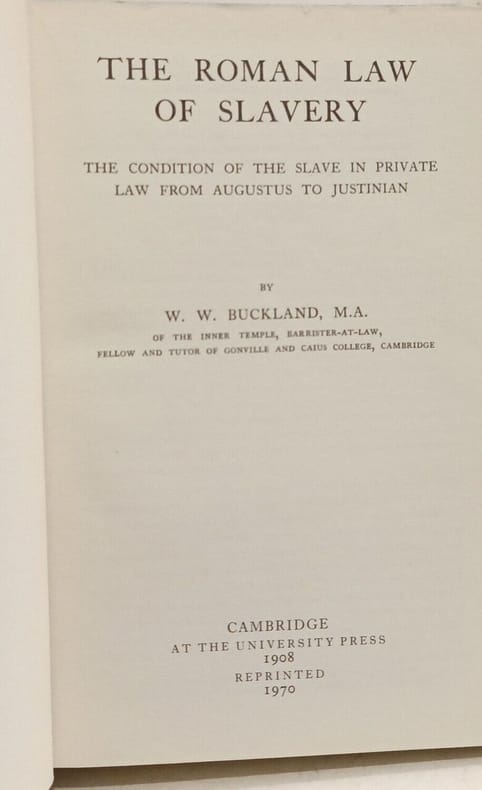 THE ROMAN LAW
OF SLAVERY
THE CONDITION OF THE SLAVE IN PRIVATE
LAW FROM AUGUSTUS TO JUSTINIAN
BY
W. W. BUCKLAND, M.A.
OF THE INNER TEMPLE, BARRISTER-AT-LAW,
FELLOW AND TUTOR OF GONVILLE AND CAIUS COLLEGE, CAMBRIDGE
CAMBRIDGE
AT THE UNIVERSITY PRESS
1908
REPRINTED
1970